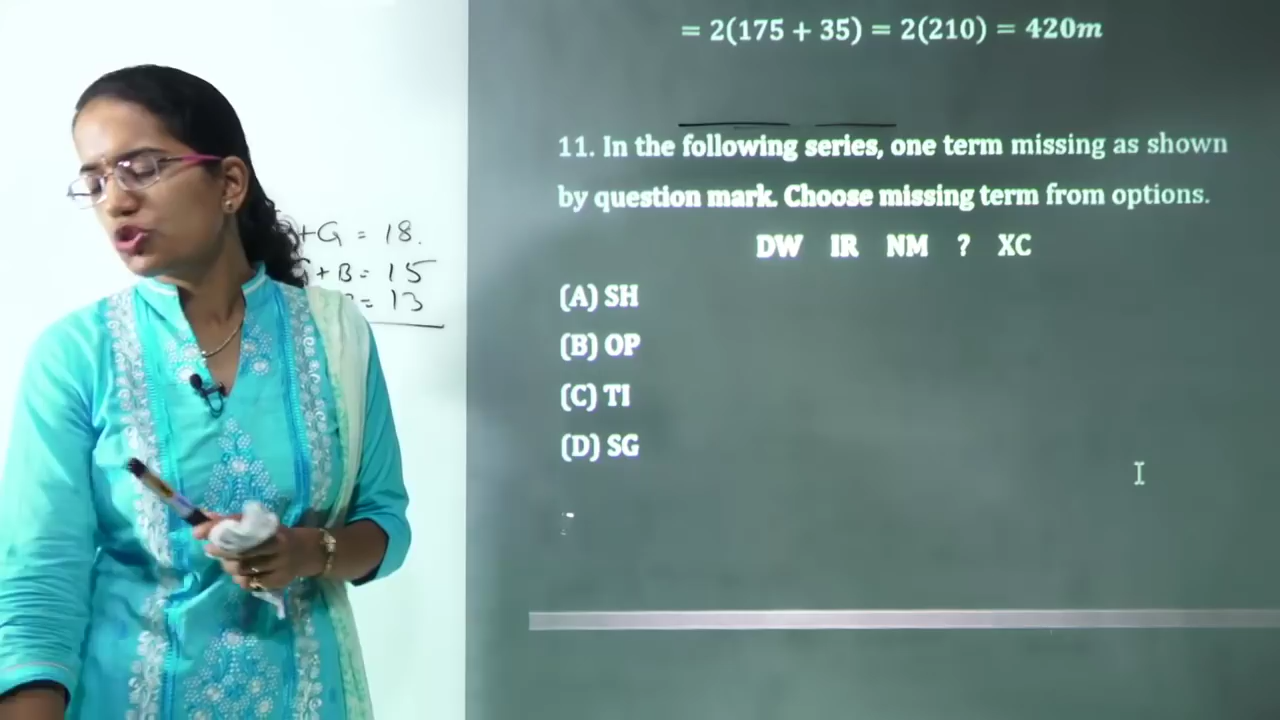 = 2(175 + 35) = 2(210) = 420m
11. In the following series, one term missing as shown
by question mark. Choose missing term from options.
DW IR NM ? XC
(A) SH
(B) OP
(C) TI
(D) SG
+G = 18.
+ B = 15
= 13